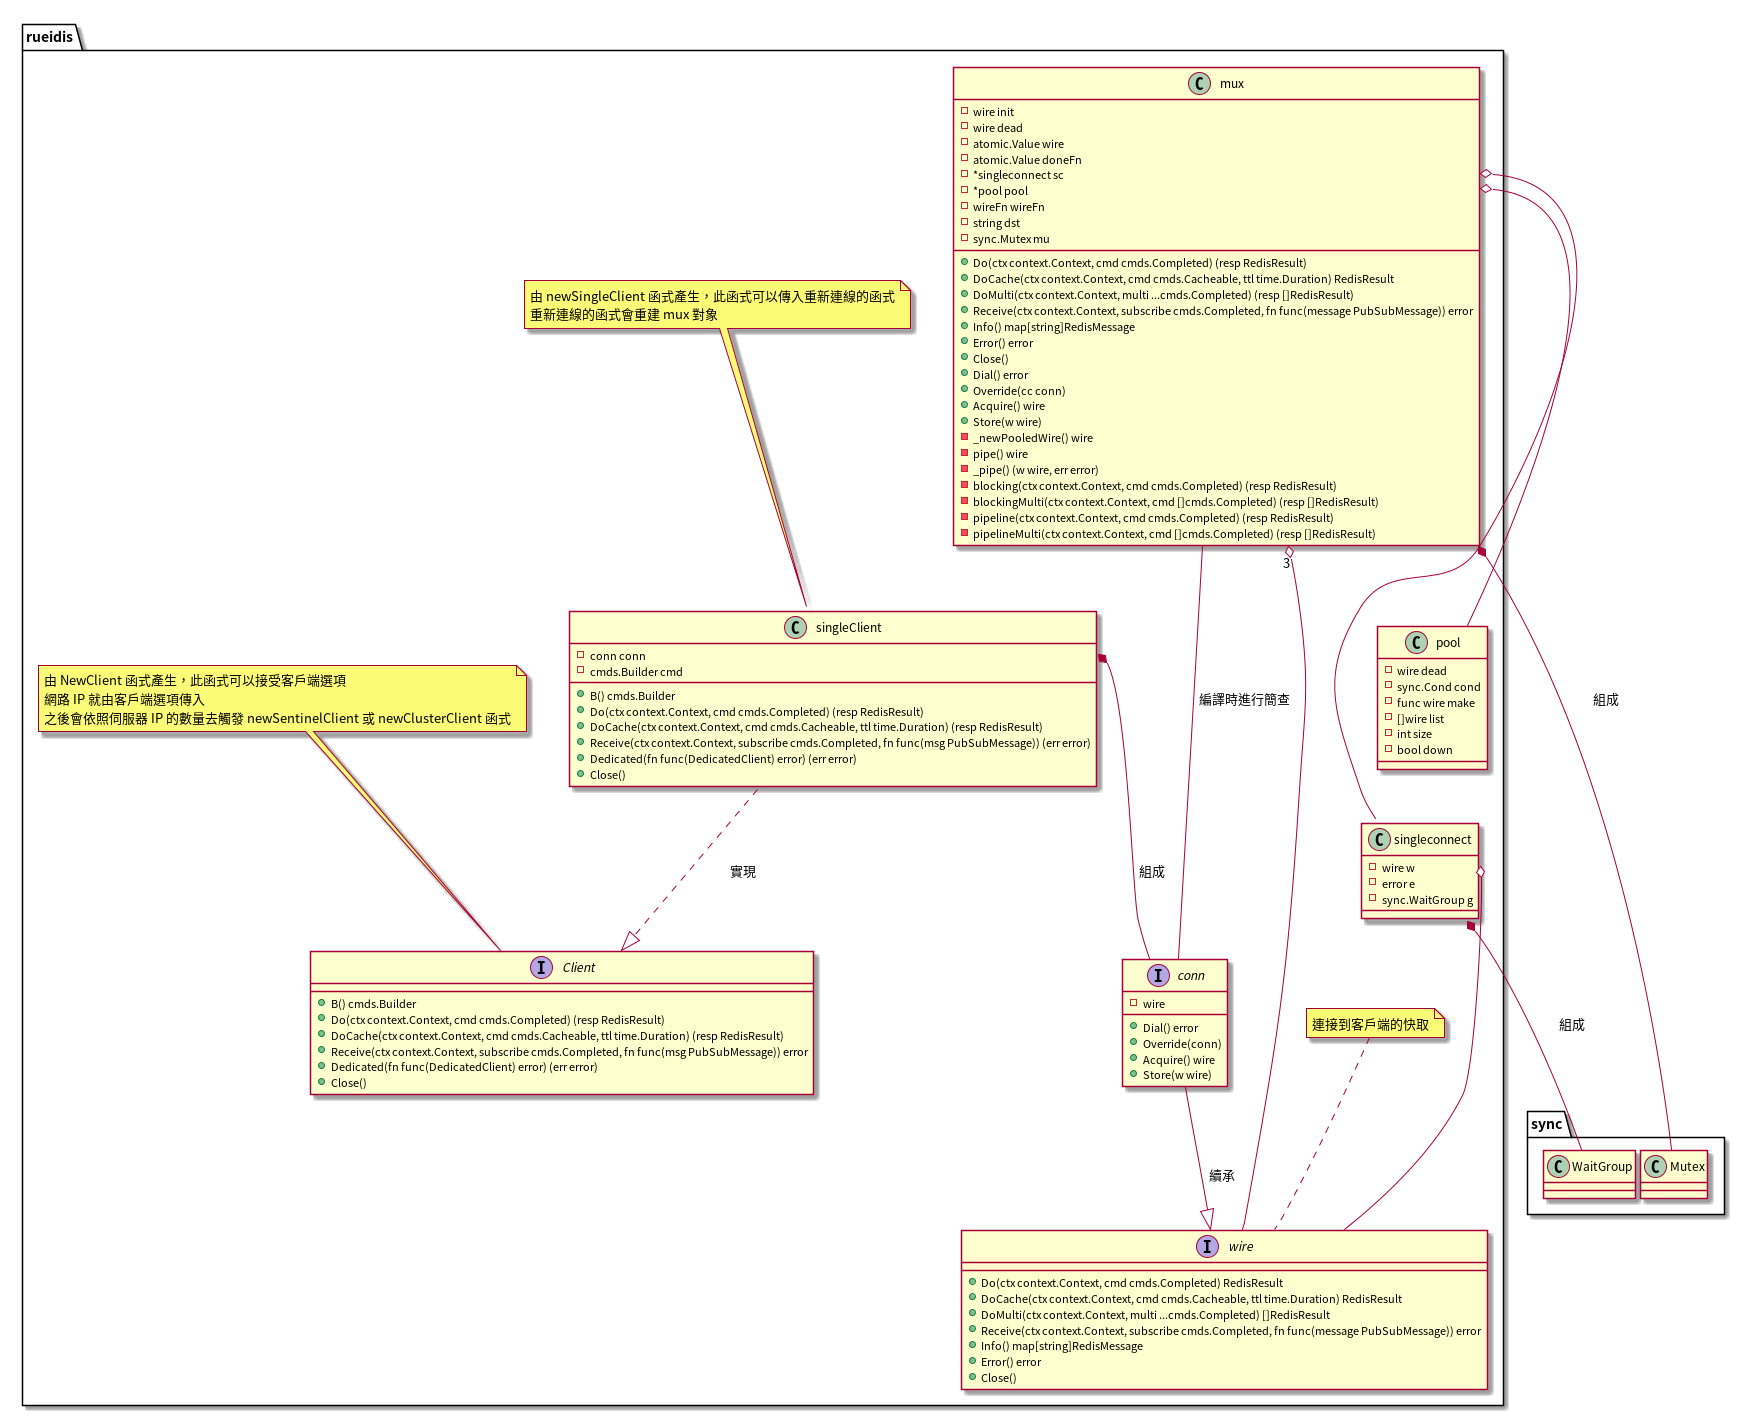 rueidis
mux
wire init
wire dead
atomic.Value wire
atomic.Value doneFn
*singleconnect sc
*pool pool
wireFn wireFn
string dst
sync.Mutex mu
Do(ctx context.Context, cmd cmds.Completed) (resp RedisResult)
DoCache(ctx context.Context, cmd cmds.Cacheable, ttl time.Duration) RedisResult
DoMulti(ctx context.Context, multi ...cmds.Completed) (resp []RedisResult)
Receive(ctx context.Context, subscribe cmds.Completed, fn func(message PubSubMessage)) error
Info() map[string]RedisMessage
Error() error
Close()
Dial() error
Override(cc conn)
Acquire() wire
Store(w wire)
_newPooledWire() wire
pipe() wire
_pipe() (w wire, err error)
blocking(ctx context.Context, cmd cmds.Completed) (resp RedisResult)
blockingMulti(ctx context.Context, cmd []cmds.Completed) (resp []RedisResult)
pipeline(ctx context.Context, cmd cmds.Completed) (resp RedisResult)
pipelineMulti(ctx context.Context, cmd []cmds.Completed) (resp []RedisResult)
由 newSingleClient 函式產生，此函式可以傳入重新連線的函式
重新連線的函式會重建 mux 對象
3
singleClient
conn conn
cmds.Builder cmd
B() cmds.Builder
Do(ctx context.Context, cmd cmds.Completed) (resp RedisResult)
DoCache(ctx context.Context, cmd cmds.Cacheable, ttl time.Duration) (resp RedisResult)
Receive(ctx context.Context, subscribe cmds.Completed, fn func(msg PubSubMessage)) (err error)
Dedicated(fn func(DedicatedClient) error) (err error)
Close()
pool
wire dead
sync.Cond cond
func wire make
[]wire list
int size
bool down
由 NewClient 函式產生，此函式可以接受客戶端選項
網路 IP 就由客戶端選項傳入
之後會依照伺服器 IP 的數量去觸發 newSentinelClient 或 newClusterClient 函式
編譯時進行簡查
組成
singleconnect
wire w
error e
sync.WaitGroup g
實現
組成
Client
B() cmds.Builder
Do(ctx context.Context, cmd cmds.Completed) (resp RedisResult)
DoCache(ctx context.Context, cmd cmds.Cacheable, ttl time.Duration) (resp RedisResult)
Receive(ctx context.Context, subscribe cmds.Completed, fn func(msg PubSubMessage)) error
Dedicated(fn func(DedicatedClient) error) (err error)
Close()
conn
wire
Dial() error
Override(conn)
Acquire() wire
Store(w wire)
連接到客戶端的快取
組成
sync
WaitGroup
Mutex
續承
wire
Do(ctx context.Context, cmd cmds.Completed) RedisResult
DoCache(ctx context.Context, cmd cmds.Cacheable, ttl time.Duration) RedisResult
DoMulti(ctx context.Context, multi ...cmds.Completed) []RedisResult
Receive(ctx context.Context, subscribe cmds.Completed, fn func(message PubSubMessage)) error
Info() map[string]RedisMessage
Error() error
Close()